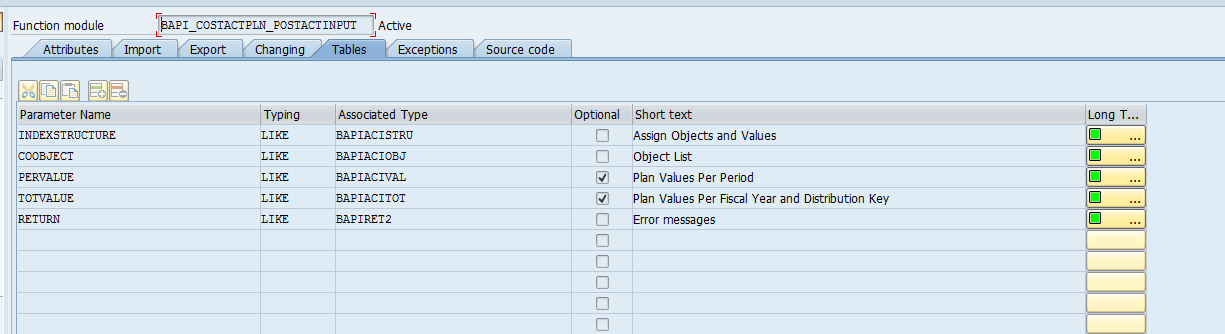 Function module BAPI_COSTACTPLN_POSTACTINPUT Active
Attributes Import Export Changing Tables Exceptions Source code
Parameter Name Typing Associated Type Optional Short text Long T...
INDEXSTRUCTURE LIKE BAPIACISTRU Assign Objects and Values ...
COOBJECT LIKE BAPIACIOBJ Object List ...
PERVALUE LIKE BAPIACIVAL Plan Values Per Period ...
TOTVALUE LIKE BAPIACITOT Plan Values Per Fiscal Year and Distribution Key ...
RETURN LIKE BAPIRET2 Error messages ...